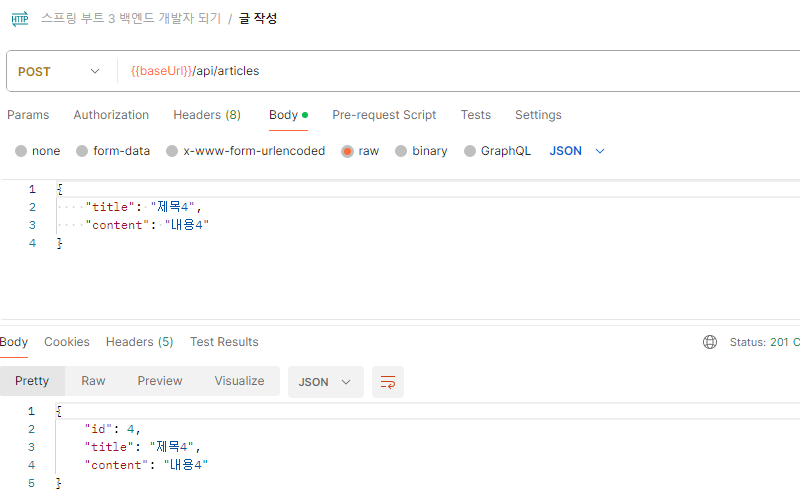 HTTP 스프링 부트 3 백엔드 개발자 되기 / 글 작성
POST {{baseUrl}}/api/articles
Params Authorization Headers (8) Body Pre-request Script Tests Settings
none form-data x-www-form-urlencoded raw binary GraphQL JSON
1 {
2 "title": "제목4",
3 "content": "내용4"
4 }
Body Cookies Headers (5) Test Results Status: 201 C
Pretty Raw Preview Visualize JSON
1 {
2 "id": 4,
3 "title": "제목4",
4 "content": "내용4"
5 }